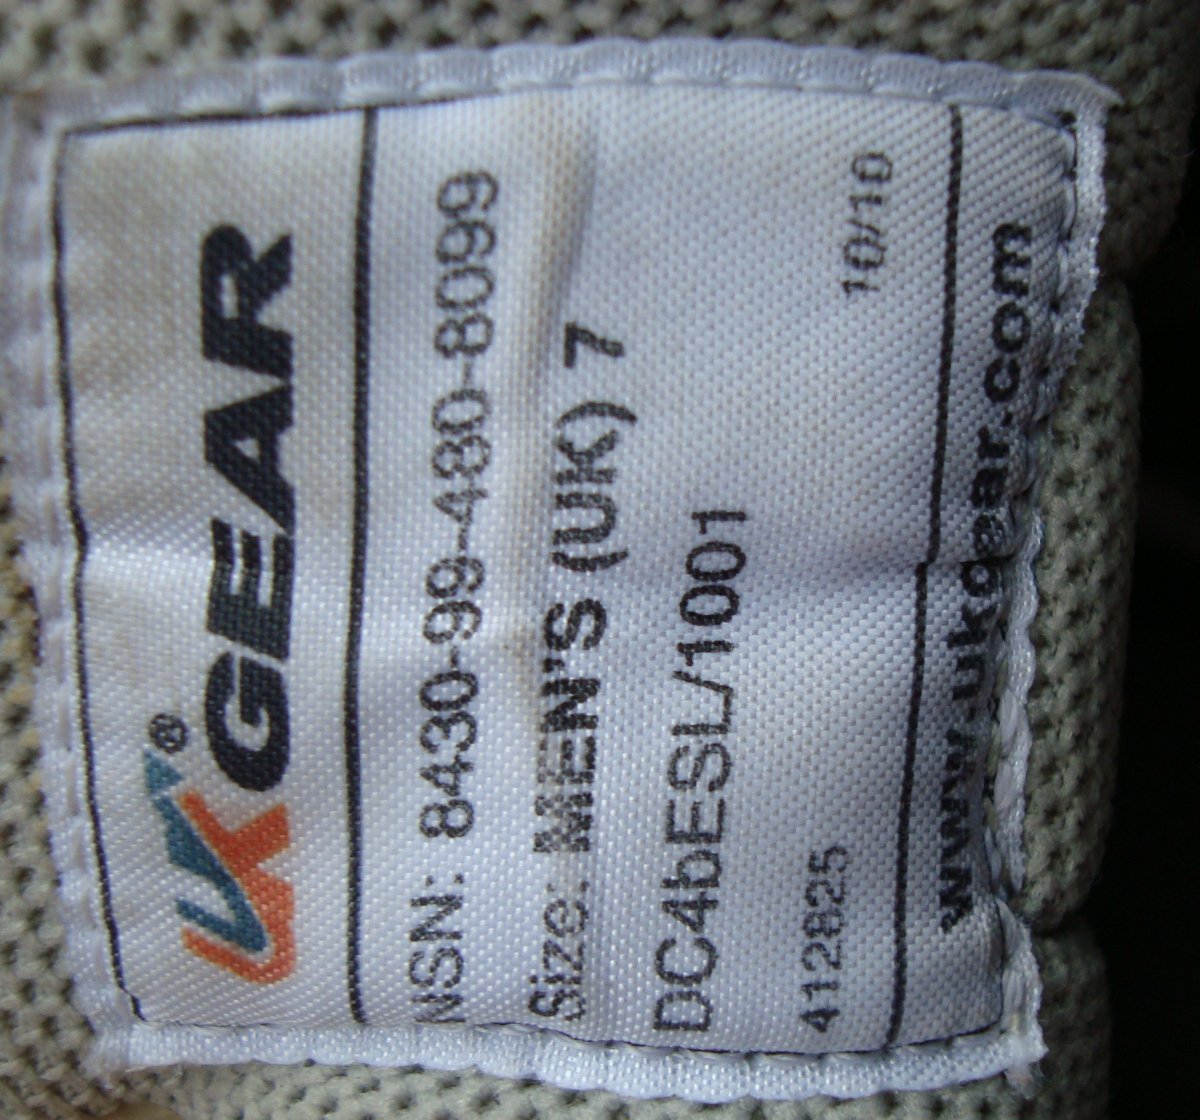 UK® GEAR
NSN: 8430-99-480-8099
Size: MEN'S (UK) 7
DC4bESL/1001
412825 10/10
www.ukgear.com